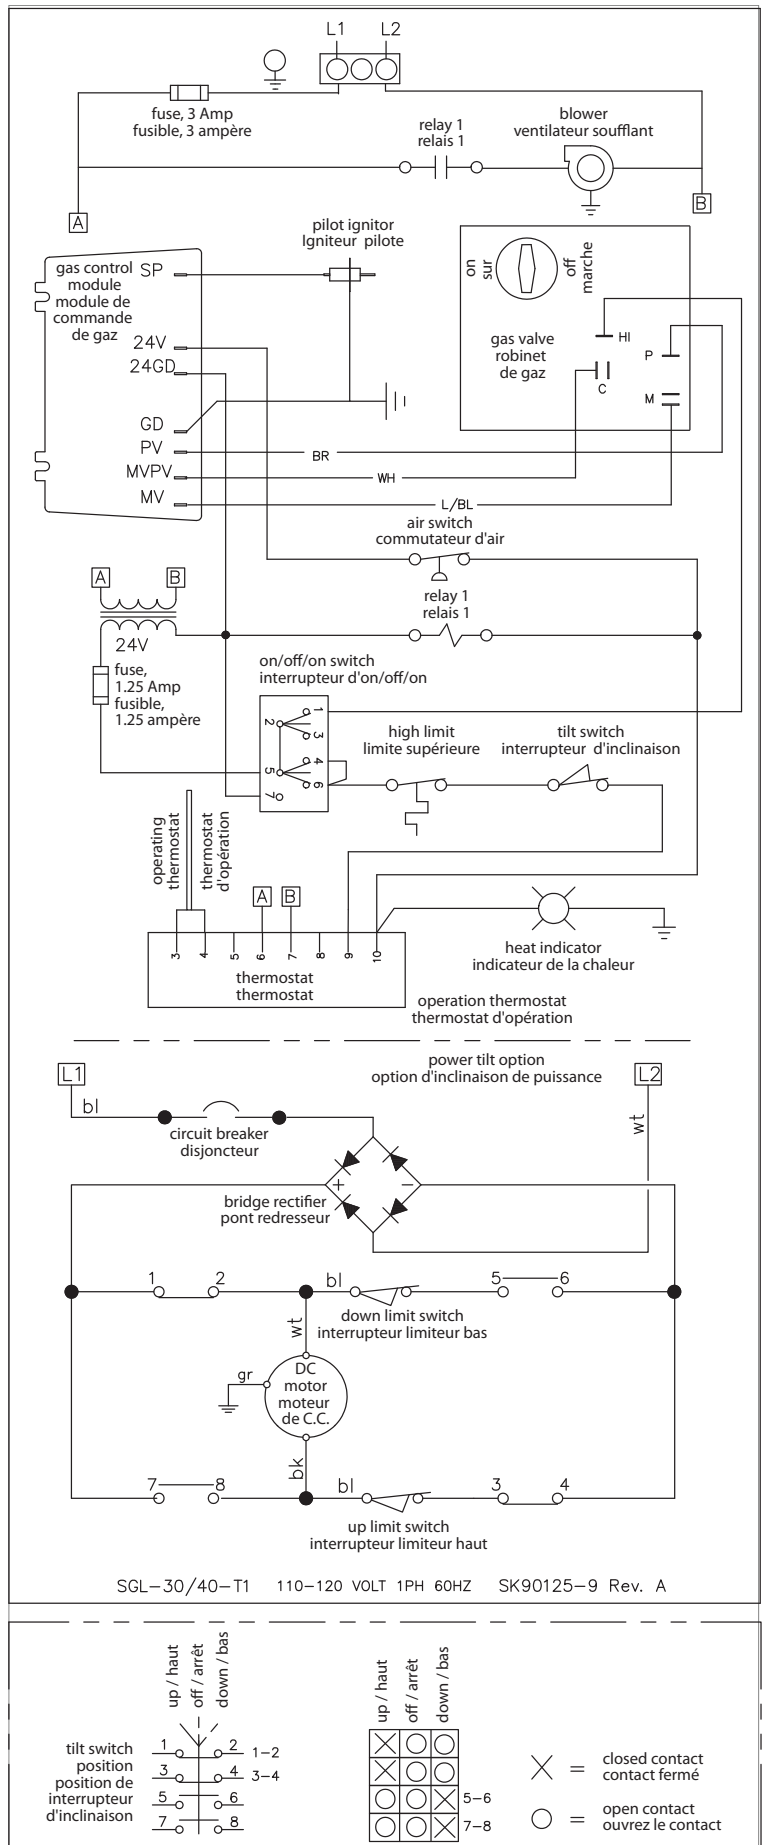 L1 L2
fuse, 3 Amp
fusible, 3 ampère
relay 1
relais 1
blower
ventilateur soufflant
A
B
pilot ignitor
Igniteur pilote
gas control
module
module de
commande
de gaz
SP
24V
24GD
GD
PV
MVPV
MV
on
sur
off
marche
gas valve
robinet
de gaz
HI
P
C
M
BR
WH
L/BL
air switch
commutateur d'air
A
B
24V
relay 1
relais 1
fuse,
1.25 Amp
fusible,
1.25 ampère
on/off/on switch
interrupteur d'on/off/on
1
2
3
4
5
6
7
high limit
limite supérieure
tilt switch
interrupteur d'inclinaison
operating
thermostat
thermostat
d'opération
A
B
3 4 5 6 7 8 9 10
thermostat
thermostat
heat indicator
indicateur de la chaleur
operation thermostat
thermostat d'opération
power tilt option
option d'inclinaison de puissance
L1
L2
bl
wt
circuit breaker
disjoncteur
bridge rectifier
pont redresseur
+ −
1 2
bl
5 6
down limit switch
interrupteur limiteur bas
wt
gr
DC
motor
moteur
de C.C.
bk
7 8
bl
3 4
up limit switch
interrupteur limiteur haut
SGL-30/40-T1 110-120 VOLT 1PH 60HZ SK90125-9 Rev. A
up / haut
off / arrêt
down / bas
tilt switch
position
position de
interrupteur
d'inclinaison
1 2 1-2
3 4 3-4
5 6
7 8
up / haut
off / arrêt
down / bas
5-6
7-8
= closed contact
contact fermé
= open contact
ouvrez le contact